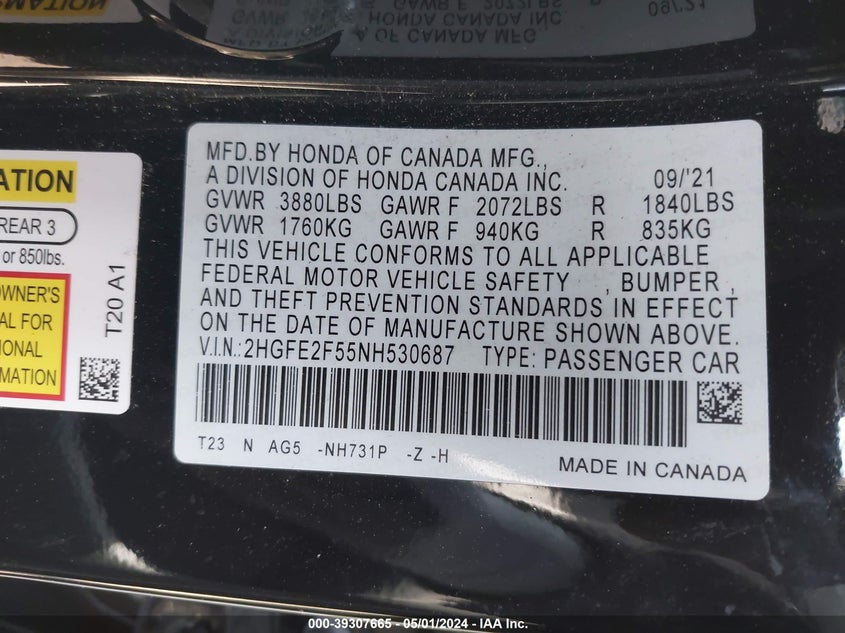 MFD.BY HONDA OF CANADA MFG.,
A DIVISION OF HONDA CANADA INC. 09/'21
GVWR 3880LBS GAWR F 2072LBS R 1840LBS
GVWR 1760KG GAWR F 940KG R 835KG
THIS VEHICLE CONFORMS TO ALL APPLICABLE
FEDERAL MOTOR VEHICLE SAFETY , BUMPER ,
AND THEFT PREVENTION STANDARDS IN EFFECT
ON THE DATE OF MANUFACTURE SHOWN ABOVE.
V.I.N.:2HGFE2F55NH530687 TYPE: PASSENGER CAR
T23 N AG5 -NH731P -Z -H
MADE IN CANADA
ATION
REAR 3
or 850lbs.
OWNER'S
AL FOR
IONAL
RMATION
T20 A1
000-39307665 - 05/01/2024 - IAA Inc.